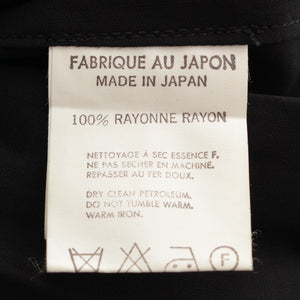 FABRIQUE AU JAPON
MADE IN JAPAN
100% RAYONNE RAYON
NETTOYAGE À SEC ESSENCE F.
NE PAS SECHER EN MACHINE.
REPASSER AU FER DOUX.
DRY CLEAN PETROLEUM.
DO NOT TUMBLE WARM.
WARM IRON.
F